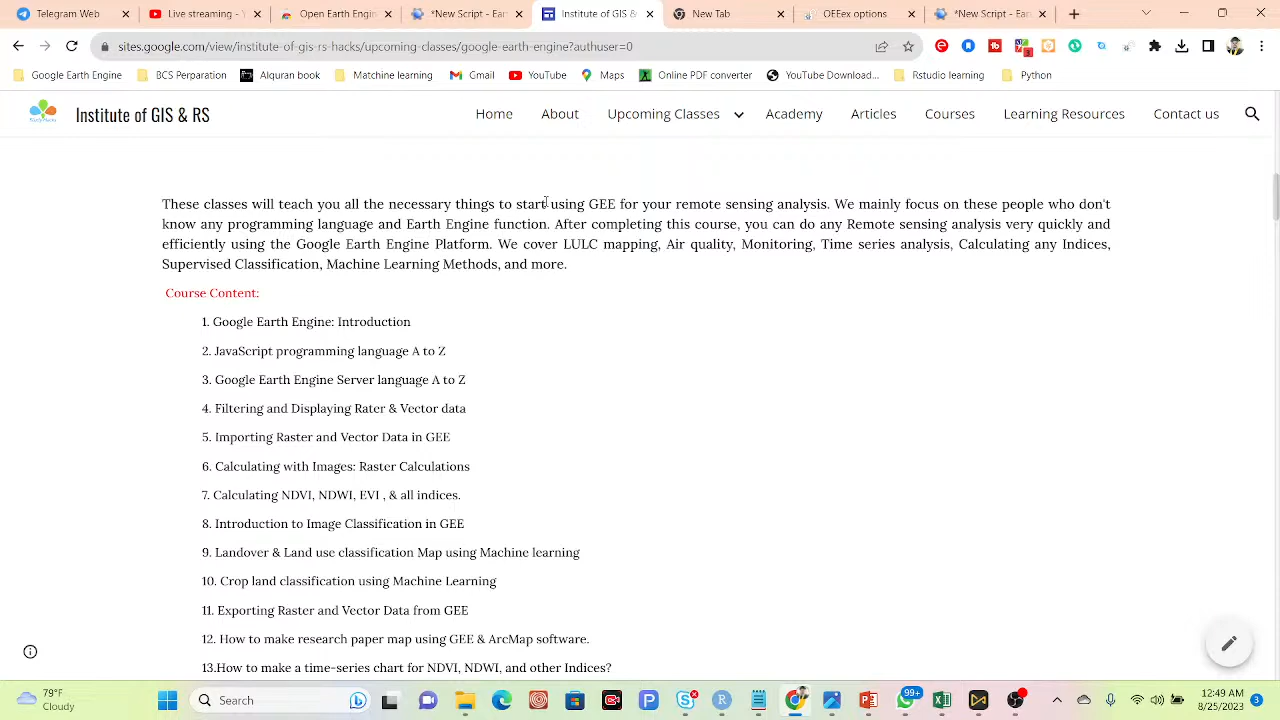 Telegram Web
Live streaming - Y
Open Earth Engin
*New Script - Ear
Institute of GIS &
New Tab
OEEex options
*New Script - Ear
sites.google.com/view/institute
ts/upcoming-classes/google-earth-engine?authuser=0
3
Google Earth Engine
BCS Perpantion
Alquran book
Matchine learning
Gmail
YouTube
Maps
Online PDF converter
YouTube Download...
Rstudio learning
Python
Institute of GIS & RS
Home
About
Upcoming Classes
Academy
Articles
Courses
Learning Resources
Contact us
These classes will teach you all the necessary things to start using GEE for your remote sensing analysis. We mainly focus on these people who don't
know any programming language and Earth Engine function. After completing this course, you can do any Remote sensing analysis very quickly and
efficiently using the Google Earth Engine Platform. We cover LULC mapping, Air quality, Monitoring, Time series analysis, Calculating any Indices,
Supervised Classification, Machine Learning Methods, and more.
Course Content:
1. Google Earth Engine: Introduction
2. JavaScript programming language A to Z
3. Google Earth Engine Server language A to Z
4. Filtering and Displaying Rater & Vector data
5. Importing Raster and Vector Data in GEE
6. Calculating with Images: Raster Calculations
7. Calculating NDVI, NDWI, EVI , & all indices.
8. Introduction to Image Classification in GEE
9. Landover & Land use classification Map using Machine learning
10. Crop land classification using Machine Learning
11. Exporting Raster and Vector Data from GEE
12. How to make research paper map using GEE & ArcMap software.
13.How to make a time-series chart for NDVI, NDWI, and other Indices?
79°F
Cloudy
Search
99+
12:49 AM
8/25/2023
3